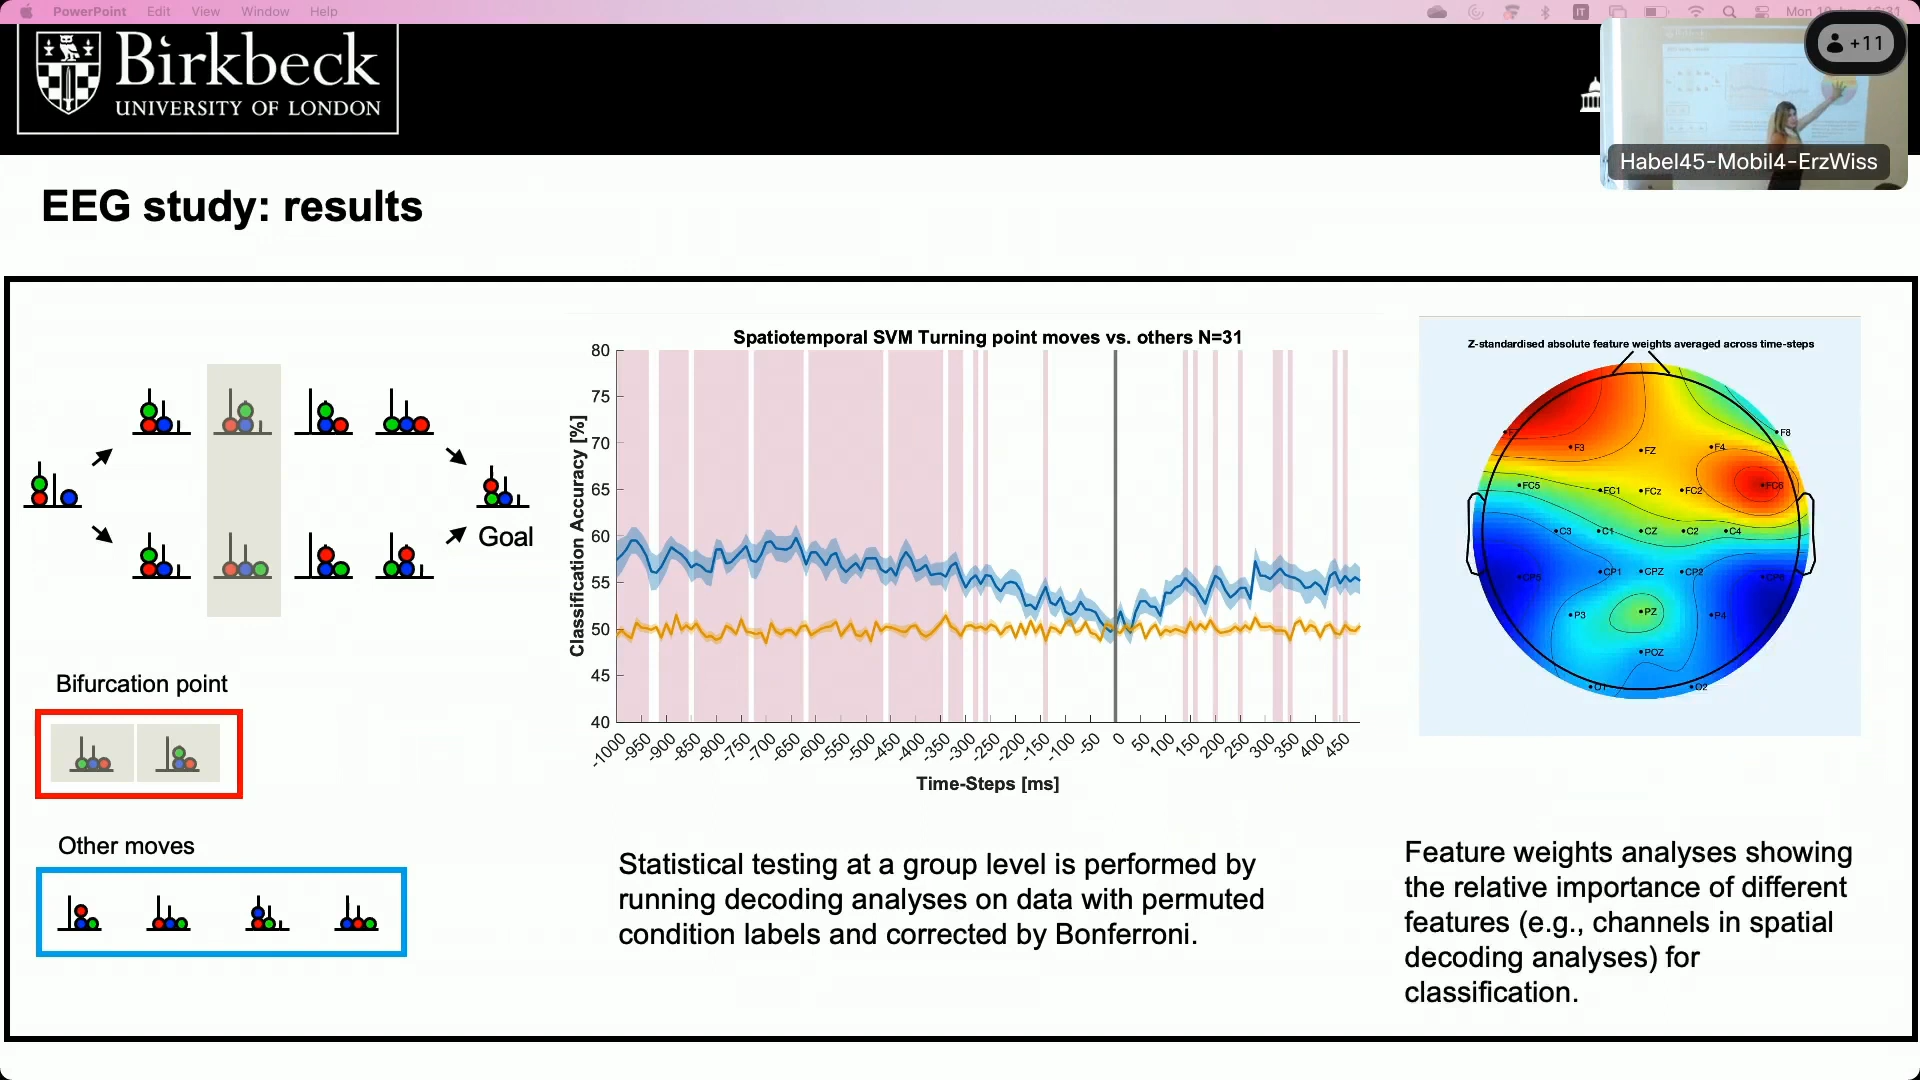 PowerPoint Edit View Window Help
IT
+11
Habel45-Mobil4-ErzWiss
Birkbeck
UNIVERSITY OF LONDON
EEG study: results
Goal
Bifurcation point
Other moves
Spatiotemporal SVM Turning point moves vs. others N=31
Classification Accuracy [%]
80
75
70
65
60
55
50
45
40
-1000 -950 -900 -850 -800 -750 -700 -650 -600 -550 -500 -450 -400 -350 -300 -250 -200 -150 -100 -50 0 50 100 150 200 250 300 350 400 450
Time-Steps [ms]
Statistical testing at a group level is performed by
running decoding analyses on data with permuted
condition labels and corrected by Bonferroni.
Z-standardised absolute feature weights averaged across time-steps
F3 FZ F4 F8
FC5 FC1 FCz FC2 FC6
C3 C1 CZ C2 C4
CP5 CP1 CPZ CP2 CP6
P3 PZ P4
POZ
O1 O2
Feature weights analyses showing
the relative importance of different
features (e.g., channels in spatial
decoding analyses) for
classification.